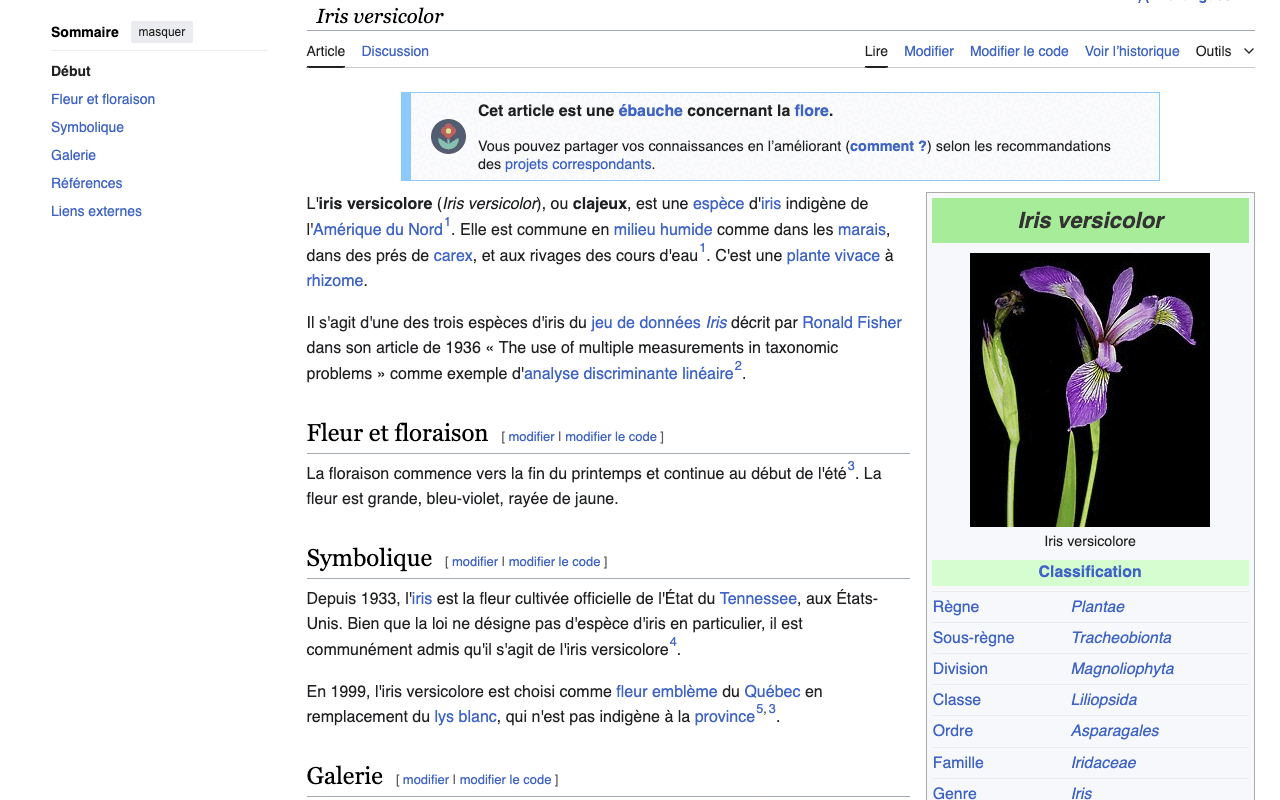 Iris versicolor
Sommaire masquer
Début
Fleur et floraison
Symbolique
Galerie
Références
Liens externes
Article Discussion Lire Modifier Modifier le code Voir l'historique Outils
Cet article est une ébauche concernant la flore.
Vous pouvez partager vos connaissances en l'améliorant (comment ?) selon les recommandations
des projets correspondants.
L'iris versicolore (Iris versicolor), ou clajeux, est une espèce d'iris indigène de
l'Amérique du Nord1. Elle est commune en milieu humide comme dans les marais,
dans des prés de carex, et aux rivages des cours d'eau1. C'est une plante vivace à
rhizome.
Il s'agit d'une des trois espèces d'iris du jeu de données Iris décrit par Ronald Fisher
dans son article de 1936 « The use of multiple measurements in taxonomic
problems » comme exemple d'analyse discriminante linéaire2.
Fleur et floraison [ modifier | modifier le code ]
La floraison commence vers la fin du printemps et continue au début de l'été3. La
fleur est grande, bleu-violet, rayée de jaune.
Symbolique [ modifier | modifier le code ]
Depuis 1933, l'iris est la fleur cultivée officielle de l'État du Tennessee, aux États-
Unis. Bien que la loi ne désigne pas d'espèce d'iris en particulier, il est
communément admis qu'il s'agit de l'iris versicolore4.
En 1999, l'iris versicolore est choisi comme fleur emblème du Québec en
remplacement du lys blanc, qui n'est pas indigène à la province5,3.
Galerie [ modifier | modifier le code ]
Iris versicolor
Iris versicolore
Classification
Règne Plantae
Sous-règne Tracheobionta
Division Magnoliophyta
Classe Liliopsida
Ordre Asparagales
Famille Iridaceae
Genre Iris